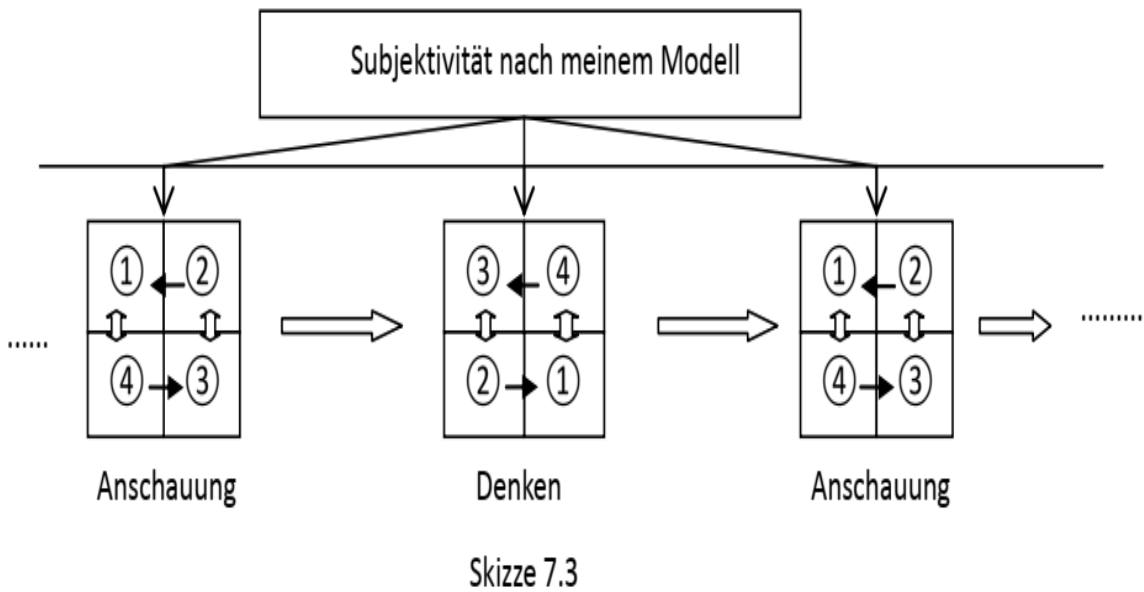 Subjektivität nach meinem Modell
① ② ③ ④ ① ②
...... .........
④ ③ ② ① ④ ③
Anschauung Denken Anschauung
Skizze 7.3